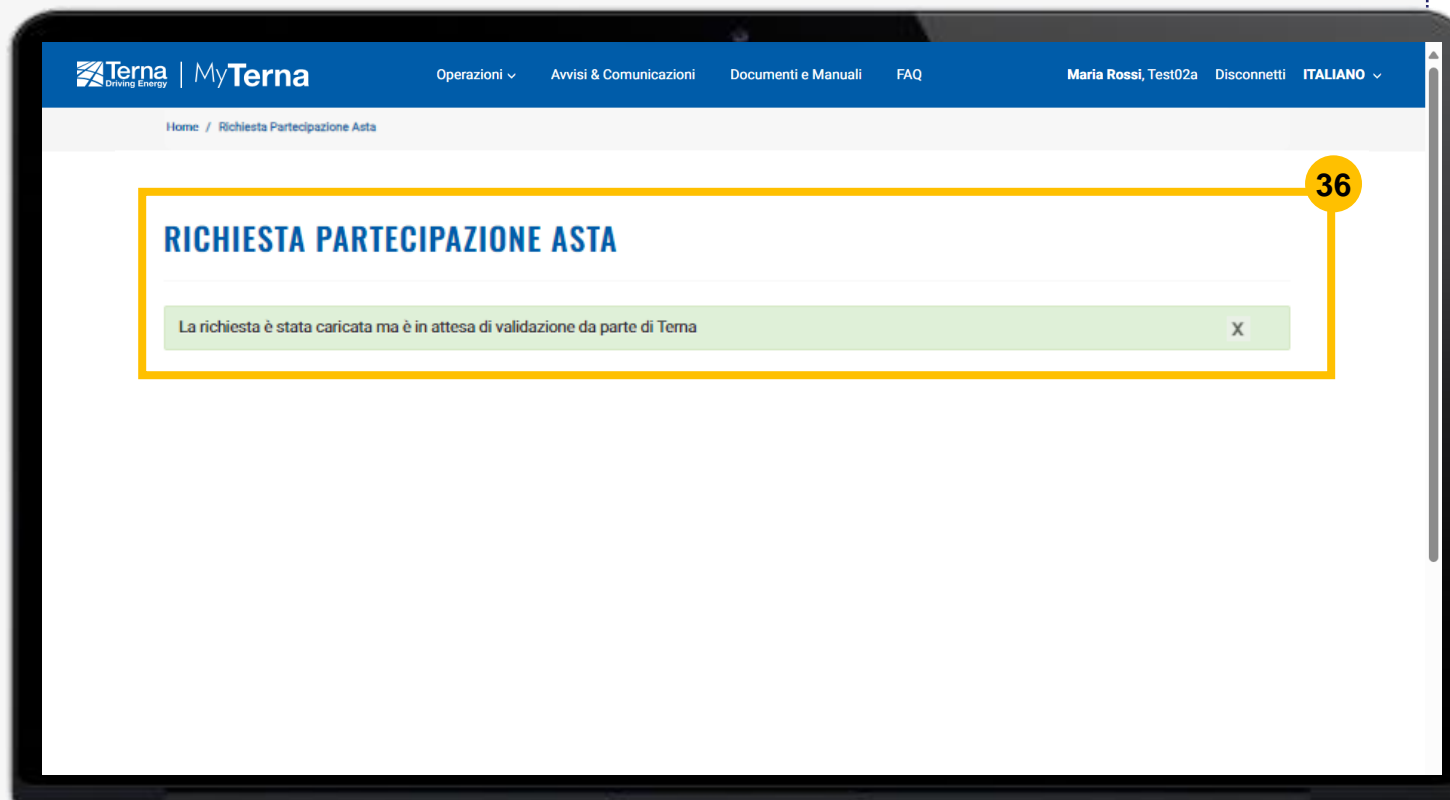 Terna Driving Energy | MyTerna Operazioni Avvisi & Comunicazioni Documenti e Manuali FAQ Maria Rossi, Test02a Disconnetti ITALIANO
Home / Richiesta Partecipazione Asta
36
RICHIESTA PARTECIPAZIONE ASTA
La richiesta è stata caricata ma è in attesa di validazione da parte di Terna X